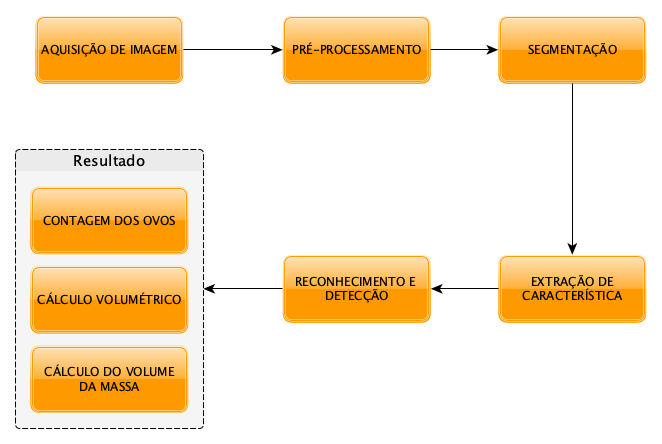 AQUISIÇÃO DE IMAGEM
PRÉ-PROCESSAMENTO
SEGMENTAÇÃO
EXTRAÇÃO DE
CARACTERÍSTICA
RECONHECIMENTO E
DETECÇÃO
Resultado
CONTAGEM DOS OVOS
CÁLCULO VOLUMÉTRICO
CÁLCULO DO VOLUME
DA MASSA